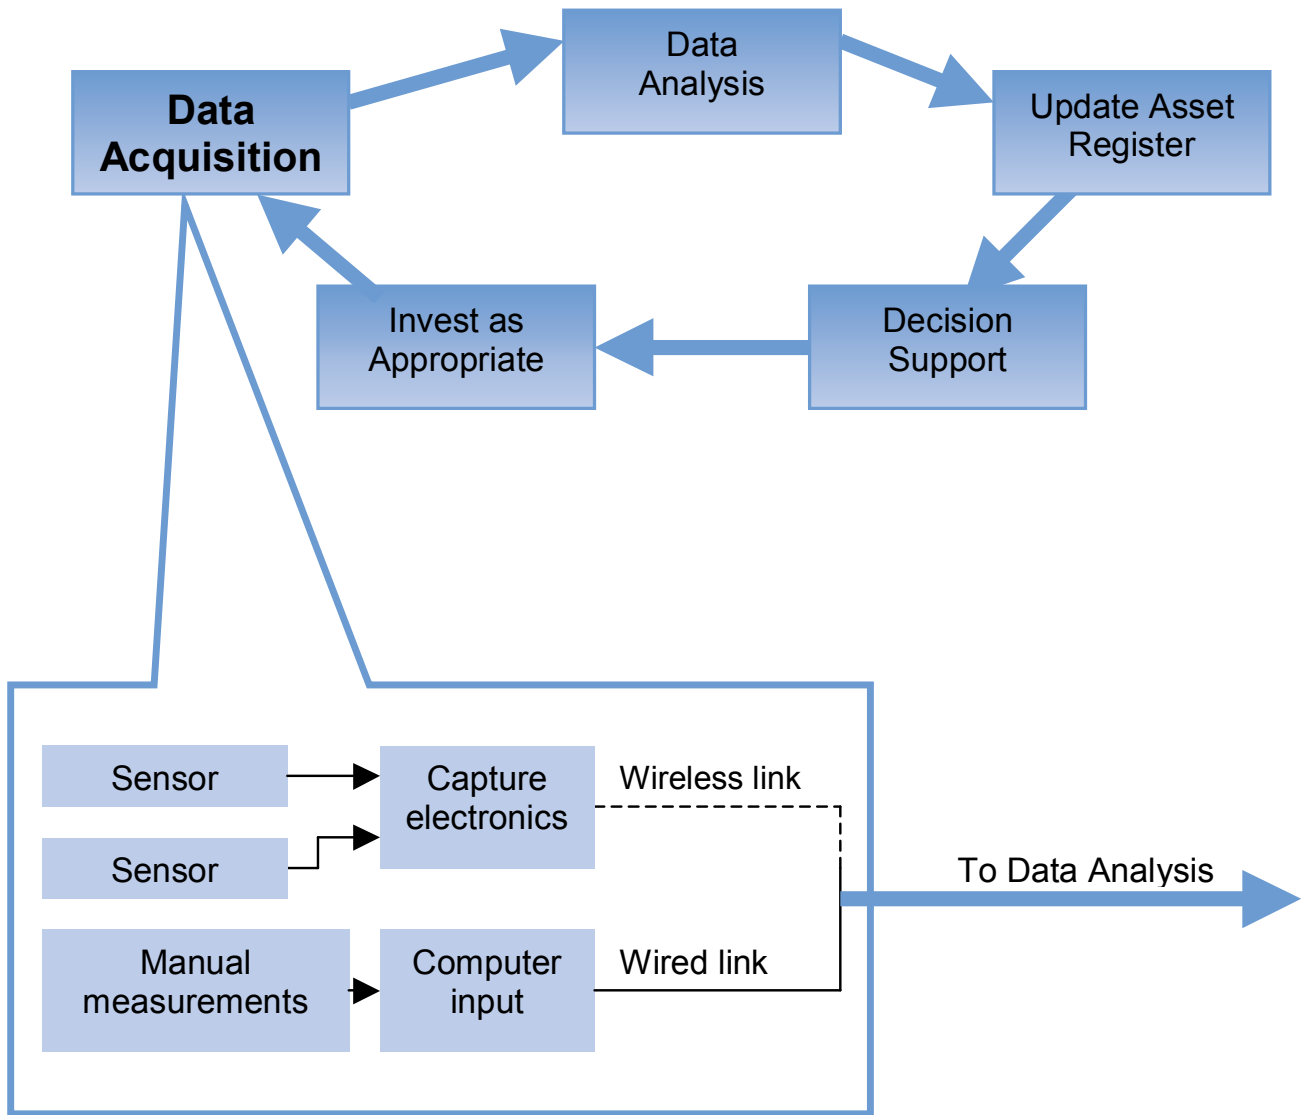 Data
Analysis
Data
Acquisition
Update Asset
Register
Invest as
Appropriate
Decision
Support
Sensor
Capture
electronics
Wireless link
Sensor
To Data Analysis
Manual
measurements
Computer
input
Wired link